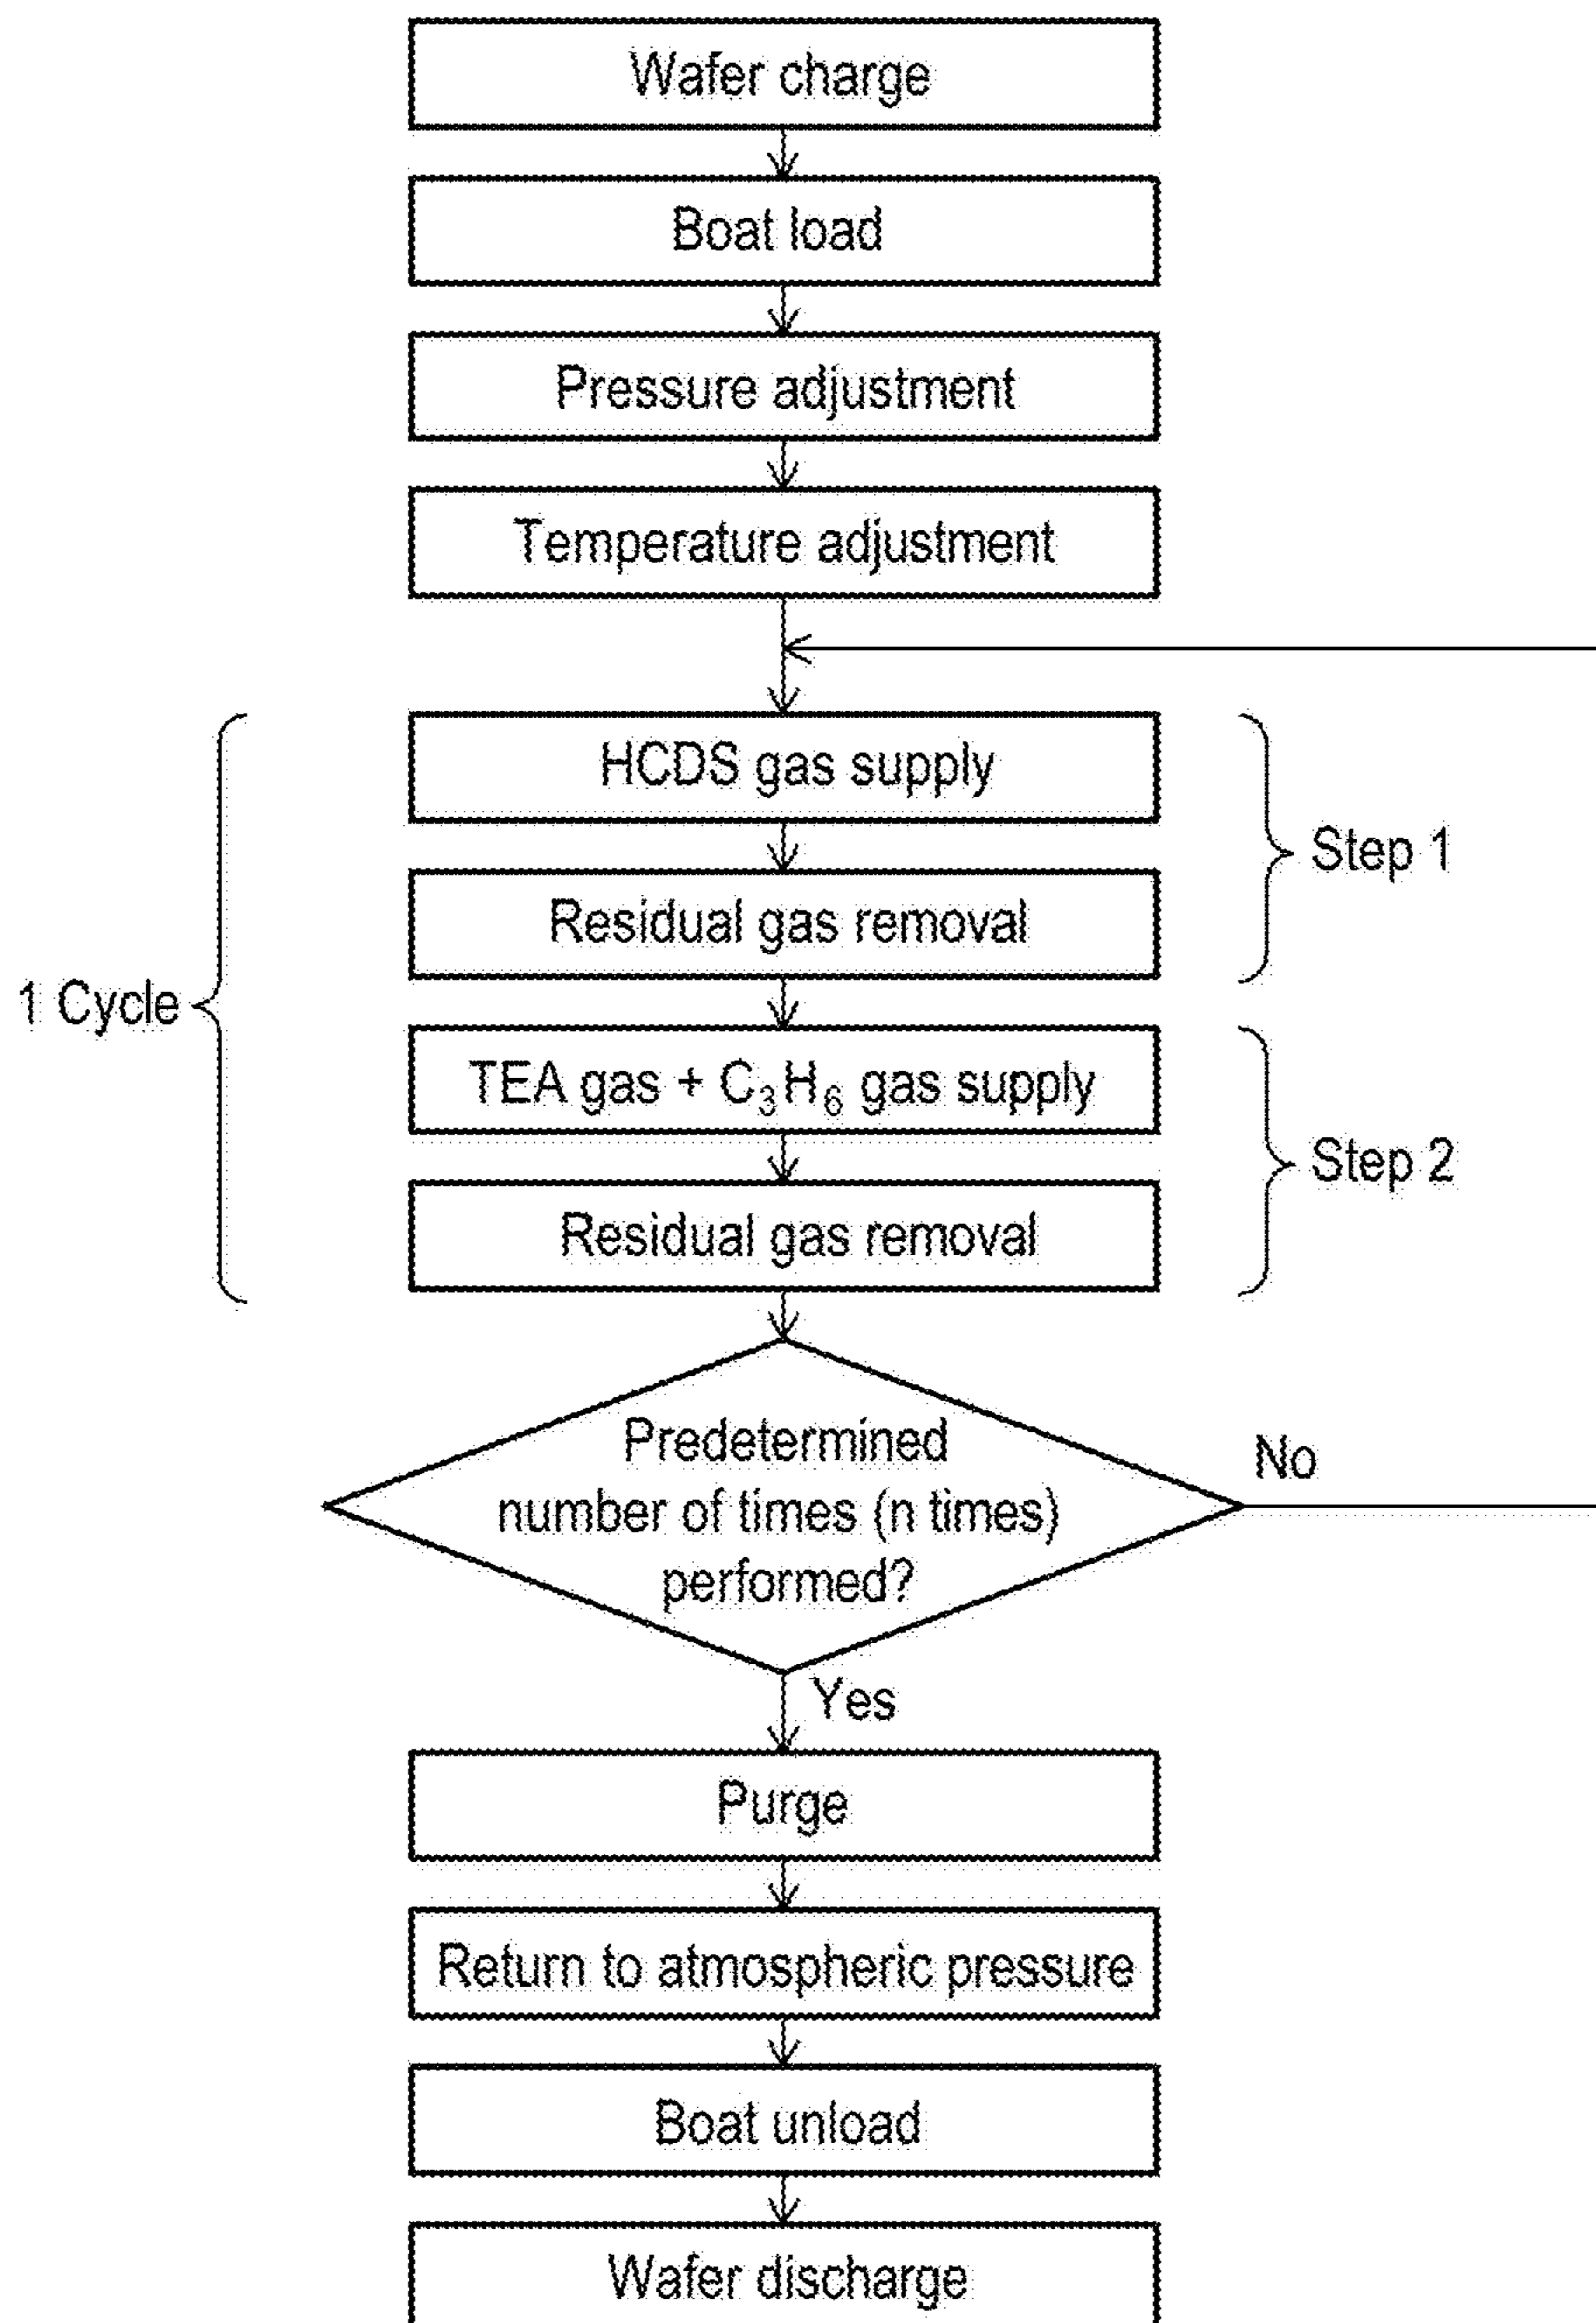 Wafer charge
Boat load
Pressure adjustment
Temperature adjustment
HCDS gas supply
Step 1
Residual gas removal
1 Cycle
TEA gas + C₃H₆ gas supply
Step 2
Residual gas removal
Predetermined
No
number of times (n times)
performed?
Yes
Purge
Return to atmospheric pressure
Boat unload
Wafer discharge